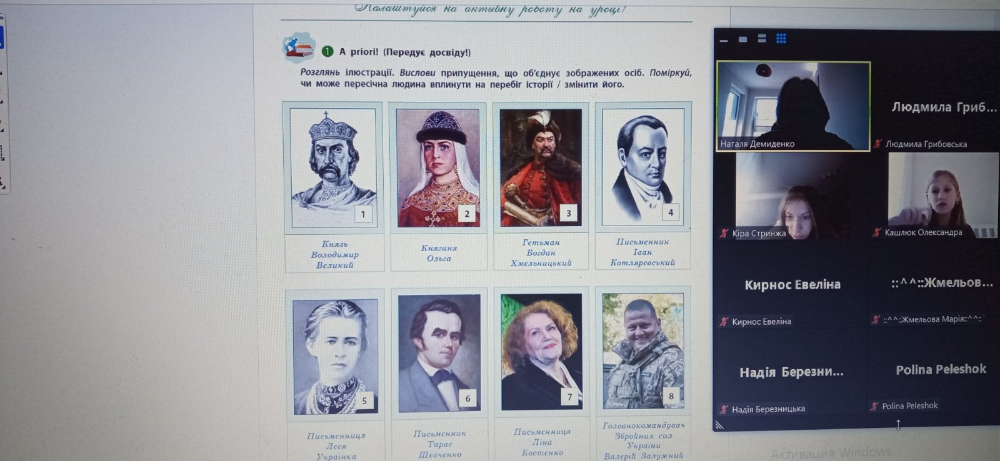 Налаштуйся на активну роботу на уроці!
1 A priori! (Передує досвіду!)
Розглянь ілюстрації. Вислови припущення, що об’єднує зображених осіб. Поміркуй,
чи може пересічна людина вплинути на перебіг історії / змінити його.
1
2
3
4
Князь
Володимир
Великий
Княгиня
Ольга
Гетьман
Богдан
Хмельницький
Письменник
Іван
Котляревський
5
6
7
8
Письменниця
Леся
Українка
Письменник
Тарас
Шевченко
Письменниця
Ліна
Костенко
Головнокомандувач
Збройних сил
України
Валерій Залужний
Наталя Демиденко
Людмила Гриб...
Людмила Грибовська
Кіра Стринжа
Кашлюк Олександра
Кирнос Евеліна
Кирнос Евеліна
::^^::Жмельов...
::^^::Жмельова Марія::^^::
Надія Березни...
Надія Березницька
Polina Peleshok
Polina Peleshok
Активация Windows